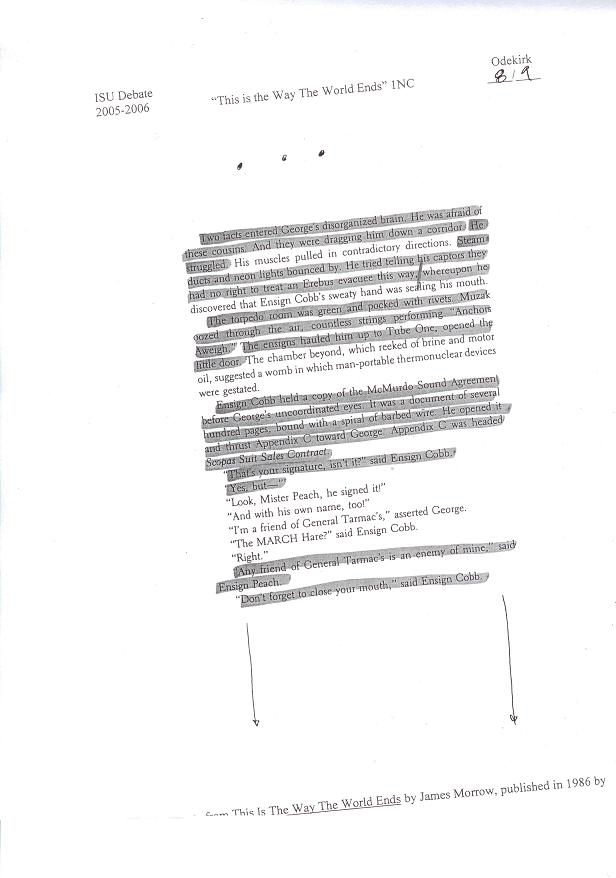 Odekirk
8/9
ISU Debate
2005-2006
"This is the Way The World Ends" 1NC
Two facts entered George's disorganized brain. He was afraid of
these cousins. And they were dragging him down a corridor. He
struggled. His muscles pulled in contradictory directions. Steam
ducts and neon lights bounced by. He tried telling his captors they
had no right to treat an Erebus evacuee this way, whereupon he
discovered that Ensign Cobb's sweaty hand was sealing his mouth.
The torpedo room was green and pocked with rivets. Muzak
oozed through the air, countless strings performing "Anchors
Aweigh." The ensigns hauled him up to Tube One, opened the
little door. The chamber beyond, which reeked of brine and motor
oil, suggested a womb in which man-portable thermonuclear devices
were gestated.
Ensign Cobb held a copy of the McMurdo Sound Agreement
before George's uncoordinated eyes. It was a document of several
hundred pages, bound with a spiral of barbed wire. He opened it
and thrust Appendix C toward George. Appendix C was headed
Scopas Suit Sales Contract.
"That's your signature, isn't it?" said Ensign Cobb.
"Yes, but—"
"Look, Mister Peach, he signed it!"
"And with his own name, too!"
"I'm a friend of General Tarmac's," asserted George.
"The MARCH Hare?" said Ensign Cobb.
"Right."
"Any friend of General Tarmac's is an enemy of mine," said
Ensign Peach.
"Don't forget to close your mouth," said Ensign Cobb.
from This Is The Way The World Ends by James Morrow, published in 1986 by